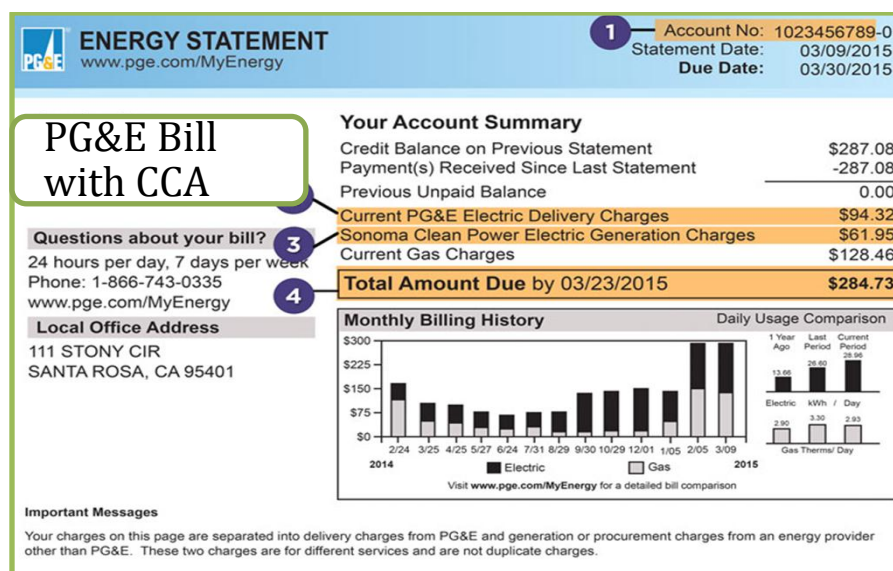 PG&E
ENERGY STATEMENT
www.pge.com/MyEnergy
1
Account No: 1023456789-0
Statement Date: 03/09/2015
Due Date: 03/30/2015
PG&E Bill
with CCA
Your Account Summary
Credit Balance on Previous Statement $287.08
Payment(s) Received Since Last Statement -287.08
Previous Unpaid Balance 0.00
Current PG&E Electric Delivery Charges $94.32
3
Sonoma Clean Power Electric Generation Charges $61.95
Current Gas Charges $128.46
4
Total Amount Due by 03/23/2015 $284.73
Questions about your bill?
24 hours per day, 7 days per week
Phone: 1-866-743-0335
www.pge.com/MyEnergy
Local Office Address
111 STONY CIR
SANTA ROSA, CA 95401
Monthly Billing History
$300
$225
$150
$75
$0
2/24 3/25 4/25 5/27 6/24 7/31 8/29 9/30 10/29 12/01 1/05 2/05 3/09
2014 2015
Electric Gas
Visit www.pge.com/MyEnergy for a detailed bill comparison
Daily Usage Comparison
1 Year Ago Last Period Current Period
13.66 26.60 28.96
Electric kWh / Day
2.90 3.30 2.93
Gas Therms/ Day
Important Messages
Your charges on this page are separated into delivery charges from PG&E and generation or procurement charges from an energy provider
other than PG&E. These two charges are for different services and are not duplicate charges.